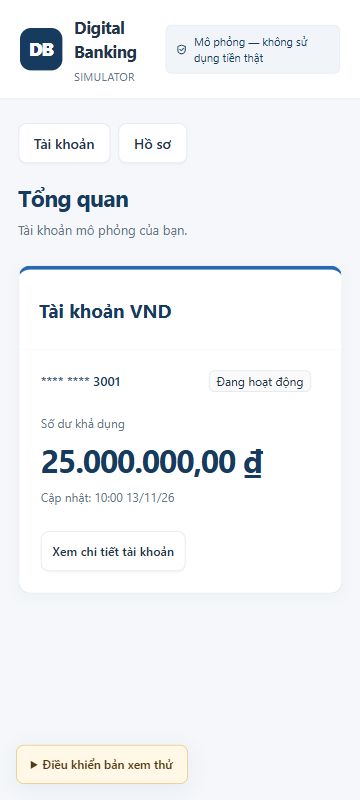 DB
Digital
Banking
SIMULATOR
Mô phỏng — không sử
dụng tiền thật
Tài khoản
Hồ sơ
Tổng quan
Tài khoản mô phỏng của bạn.
Tài khoản VND
**** **** 3001
Đang hoạt động
Số dư khả dụng
25.000.000,00 ₫
Cập nhật: 10:00 13/11/26
Xem chi tiết tài khoản
▶ Điều khiển bản xem thử